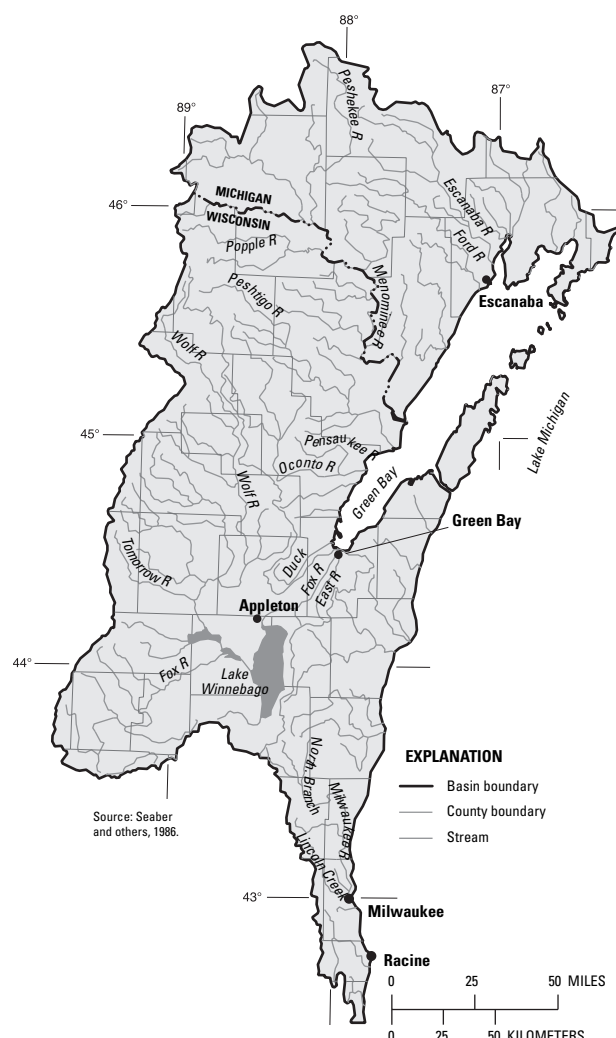 88°
87°
89°
Peshekee R
MICHIGAN
46°
WISCONSIN
Escanaba R
Ford R
Popple R
Escanaba
Menominee R
Peshtigo R
Wolf R
45°
Lake Michigan
Pensaukee R
Oconto R
Green Bay
Wolf R
Green Bay
Duck
Fox R
East R
Tomorrow R
Appleton
44°
Fox R
Lake
Winnebago
EXPLANATION
Basin boundary
County boundary
Stream
North Branch
Milwaukee R
Source: Seaber
and others, 1986.
Lincoln Creek
43°
Milwaukee
Racine
0 25 50 MILES
0 25 50 KILOMETERS